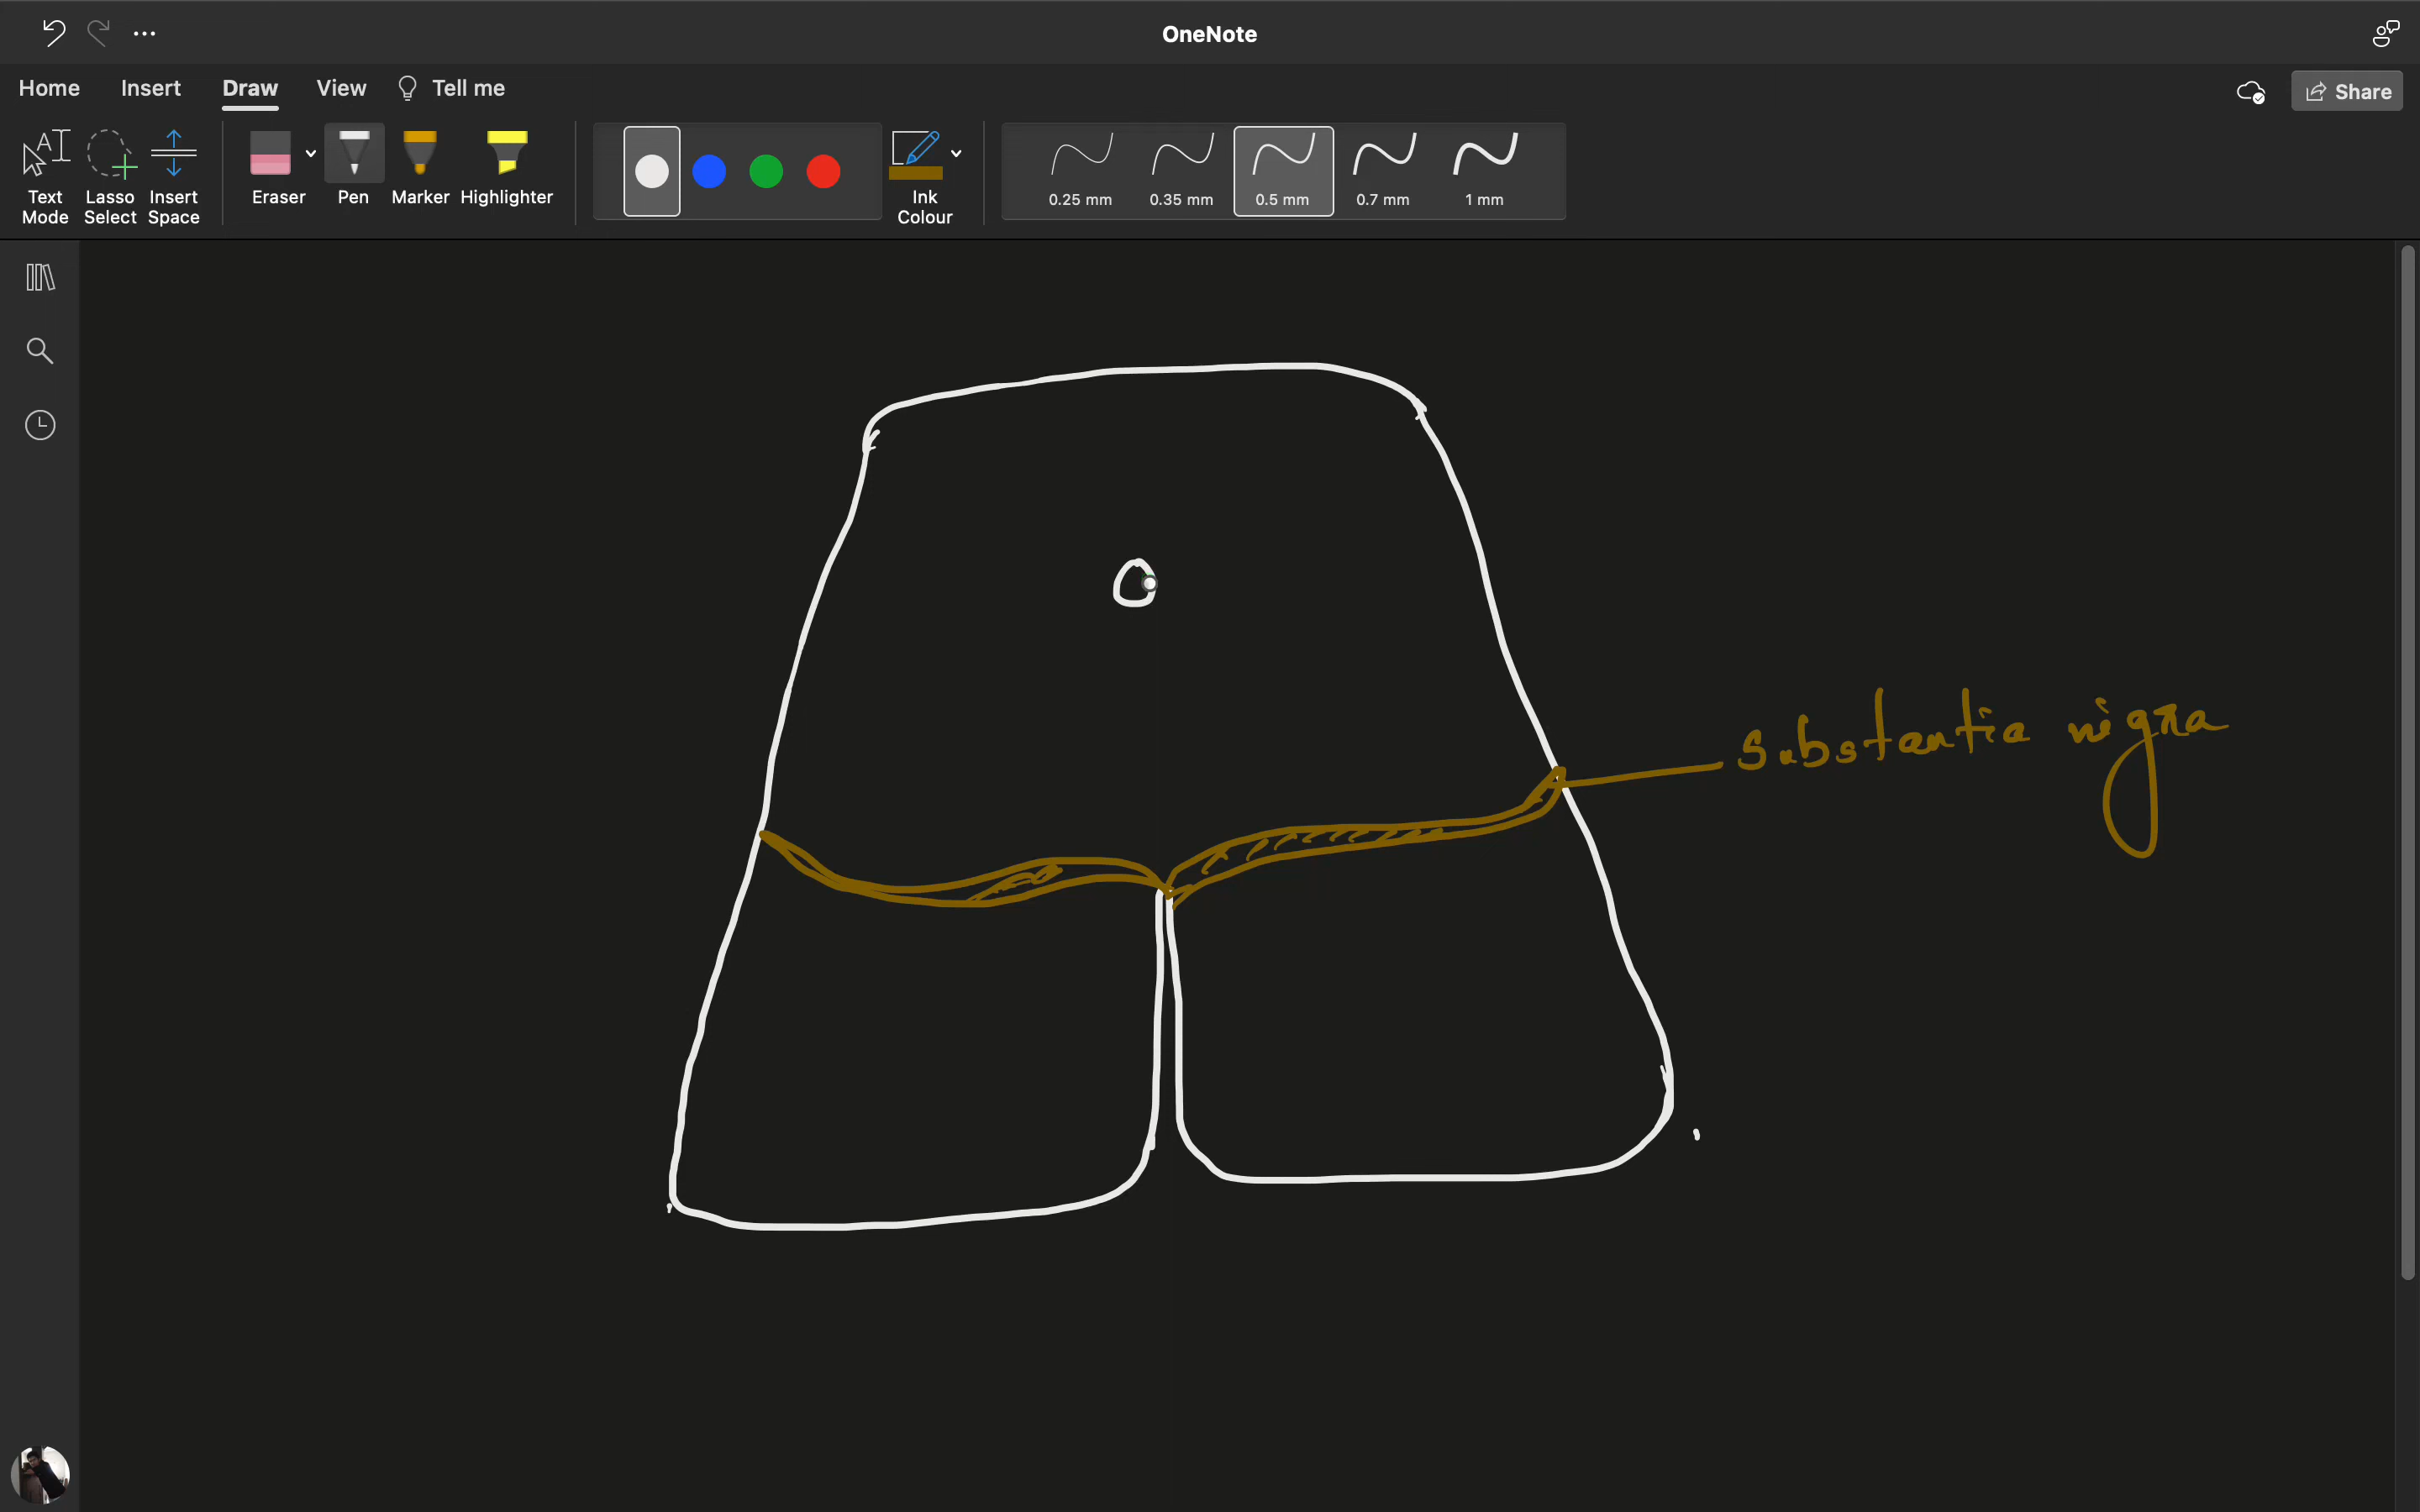 OneNote
Home Insert Draw View Tell me
Share
Text Mode
Lasso Select
Insert Space
Eraser
Pen
Marker
Highlighter
Ink Colour
0.25 mm
0.35 mm
0.5 mm
0.7 mm
1 mm
Substantia nigra